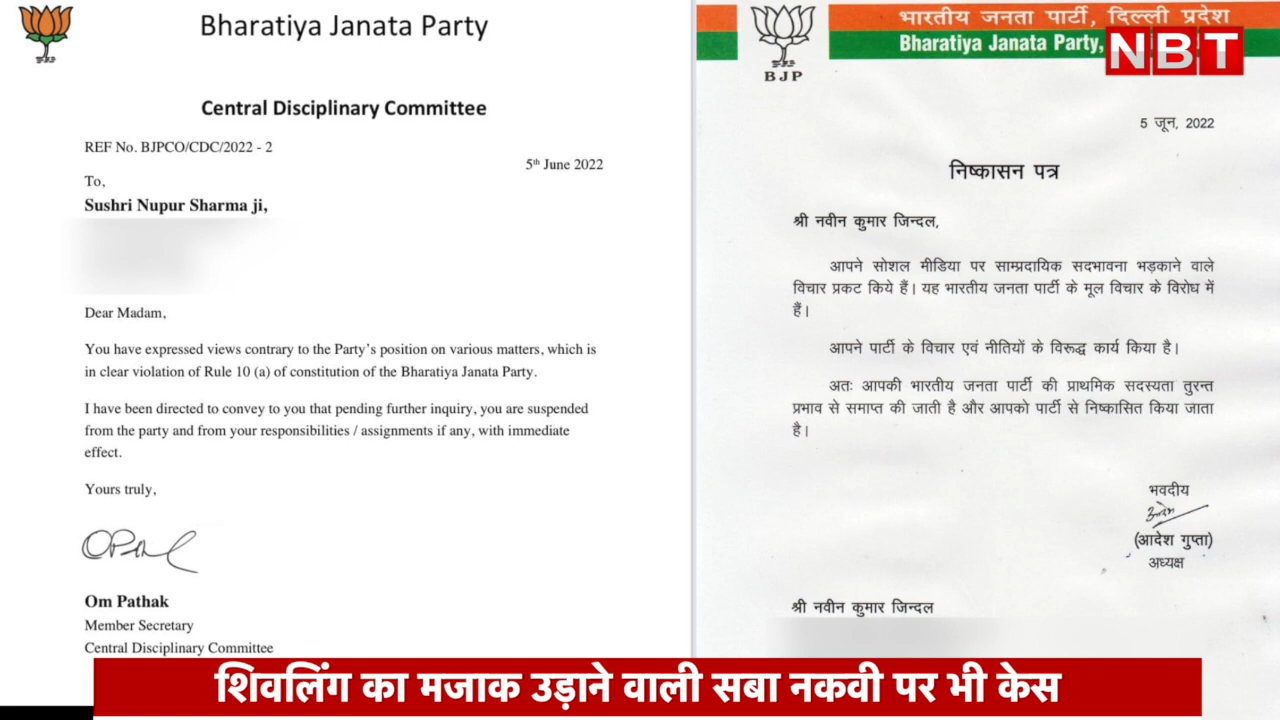 Bharatiya Janata Party
Central Disciplinary Committee
REF No. BJPCO/CDC/2022 - 2
5th June 2022
To,
Sushri Nupur Sharma ji,
Dear Madam,
You have expressed views contrary to the Party's position on various matters, which is
in clear violation of Rule 10 (a) of constitution of the Bharatiya Janata Party.
I have been directed to convey to you that pending further inquiry, you are suspended
from the party and from your responsibilities / assignments if any, with immediate
effect.
Yours truly,
Om Pathak
Member Secretary
Central Disciplinary Committee
BJP
भारतीय जनता पार्टी, दिल्ली प्रदेश
Bharatiya Janata Party,
NBT
5 जून, 2022
निष्कासन पत्र
श्री नवीन कुमार जिन्दल,
आपने सोशल मीडिया पर साम्प्रदायिक सदभावना भड़काने वाले
विचार प्रकट किये हैं। यह भारतीय जनता पार्टी के मूल विचार के विरोध में
हैं।
आपने पार्टी के विचार एवं नीतियों के विरूद्ध कार्य किया है।
अतः आपकी भारतीय जनता पार्टी की प्राथमिक सदस्यता तुरन्त
प्रभाव से समाप्त की जाती है और आपको पार्टी से निष्कासित किया जाता
है।
भवदीय
(आदेश गुप्ता)
अध्यक्ष
श्री नवीन कुमार जिन्दल
शिवलिंग का मजाक उड़ाने वाली सबा नकवी पर भी केस